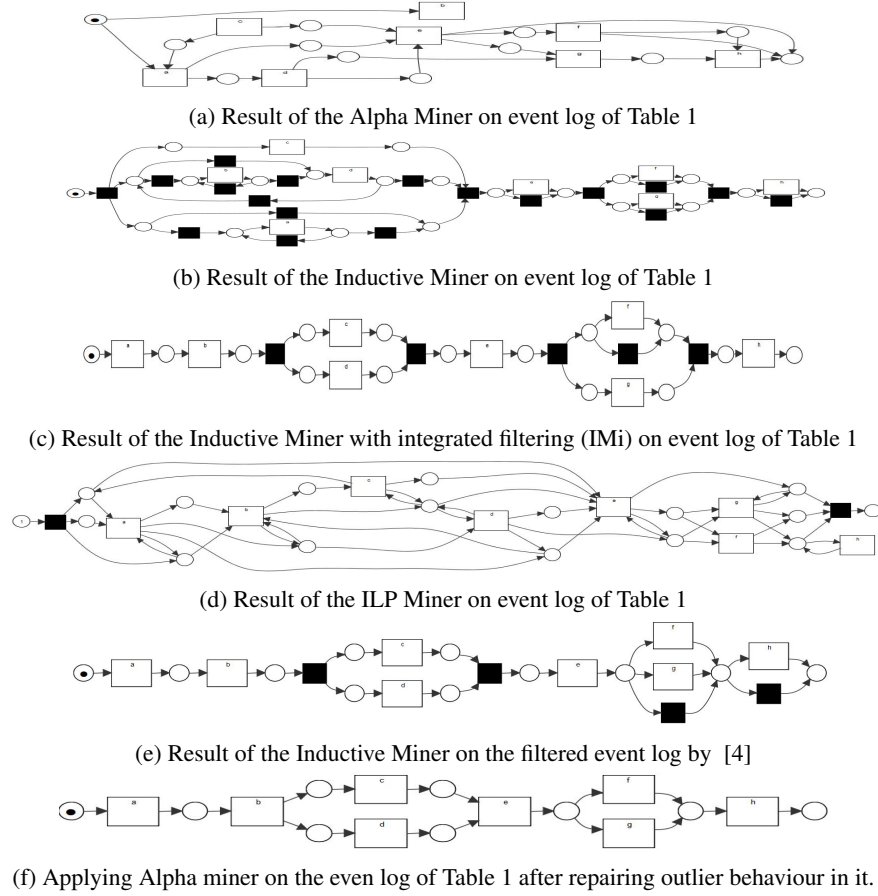 b
c
e
f
a
d
g
h
(a) Result of the Alpha Miner on event log of Table 1
c
f
h
(b) Result of the Inductive Miner on event log of Table 1
f
c
a b
e
h
d
g
(c) Result of the Inductive Miner with integrated filtering (IMi) on event log of Table 1
c
b
e
g
1
a
d
f
(d) Result of the ILP Miner on event log of Table 1
f
c
h
a b
e
g
d
(e) Result of the Inductive Miner on the filtered event log by [4]
c
f
a b
e
h
d
g
(f) Applying Alpha miner on the even log of Table 1 after repairing outlier behaviour in it.